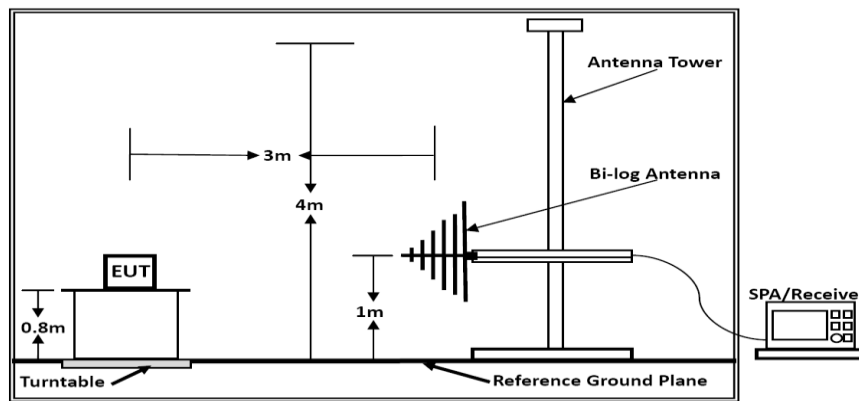 Antenna Tower
3m
Bi-log Antenna
4m
EUT
1m
0.8m
SPA/Receive
Turntable
Reference Ground Plane